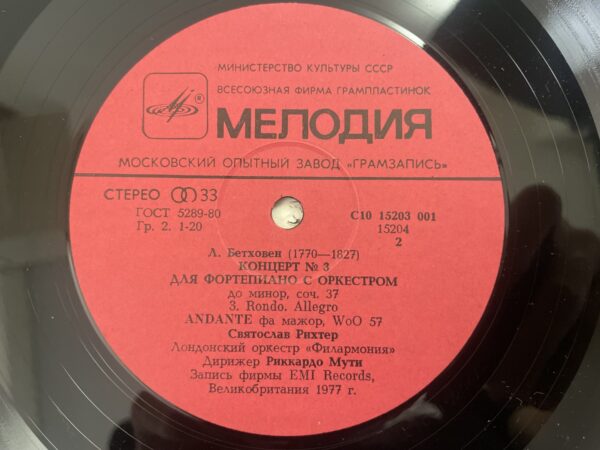 МИНИСТЕРСТВО КУЛЬТУРЫ СССР
ВСЕСОЮЗНАЯ ФИРМА ГРАМПЛАСТИНОК
® МЕЛОДИЯ
МОСКОВСКИЙ ОПЫТНЫЙ ЗАВОД «ГРАМЗАПИСЬ»
СТЕРЕО 33
ГОСТ 5289-80 С10 15203 001
Гр. 2. 1-20 15204
2
Л. Бетховен (1770—1827)
КОНЦЕРТ № 3
ДЛЯ ФОРТЕПИАНО С ОРКЕСТРОМ
до минор, соч. 37
3. Rondo. Allegro
ANDANTE фа мажор, WoO 57
Святослав Рихтер
Лондонский оркестр «Филармония»
Дирижер Риккардо Мути
Запись фирмы EMI Records,
Великобритания 1977 г.